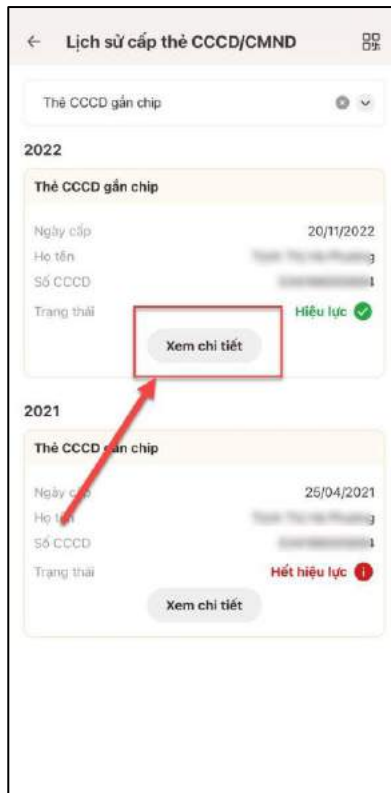 Lịch sử cấp thẻ CCCD/CMND
Thẻ CCCD gắn chip
2022
Thẻ CCCD gắn chip
Ngày cấp 20/11/2022
Họ tên
Số CCCD
Trạng thái Hiệu lực
Xem chi tiết
2021
Thẻ CCCD gắn chip
Ngày cấp 25/04/2021
Họ tên
Số CCCD
Trạng thái Hết hiệu lực
Xem chi tiết